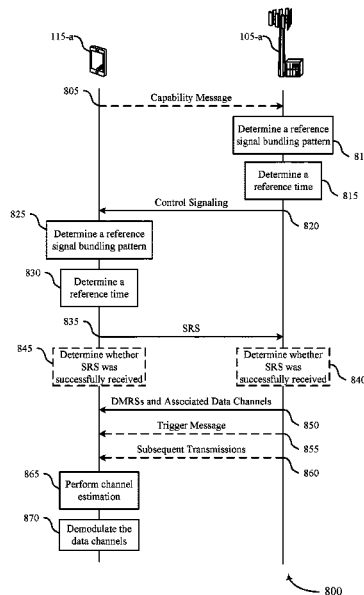 115-a
105-a
805
Capability Message
Determine a reference
signal bundling pattern
81
Determine a
reference time
815
Control Signaling
820
825
Determine a reference
signal bundling pattern
830
Determine a
reference time
835
SRS
845
Determine whether
SRS was
successfully received
Determine whether
SRS was
successfully received
840
DMRSs and Associated Data Channels
850
Trigger Message
855
Subsequent Transmissions
860
865
Perform channel
estimation
870
Demodulate the
data channels
800